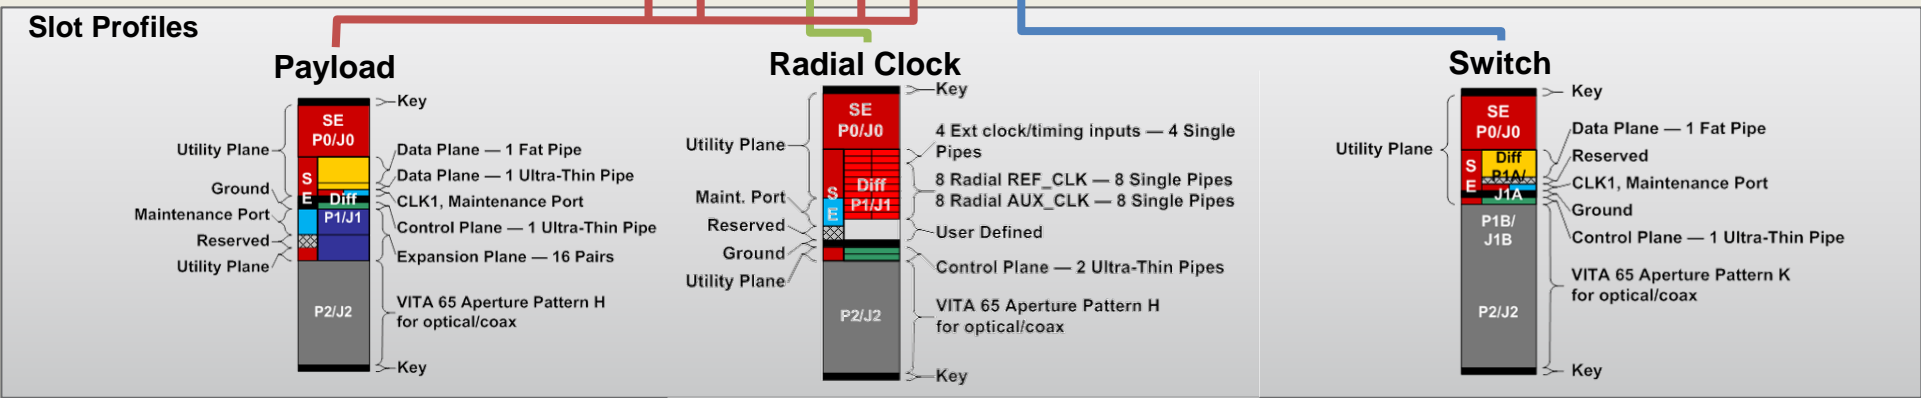 Slot Profiles
Payload
Key
SE
P0/J0
Utility Plane
Data Plane — 1 Fat Pipe
Data Plane — 1 Ultra-Thin Pipe
S
E
Ground
Diff
CLK1, Maintenance Port
Maintenance Port
P1/J1
Control Plane — 1 Ultra-Thin Pipe
Reserved
Expansion Plane — 16 Pairs
Utility Plane
VITA 65 Aperture Pattern H
for optical/coax
P2/J2
Key
Radial Clock
Key
SE
P0/J0
4 Ext clock/timing inputs — 4 Single
Pipes
Utility Plane
S
E
Diff
P1/J1
8 Radial REF_CLK — 8 Single Pipes
8 Radial AUX_CLK — 8 Single Pipes
Maint. Port
Reserved
User Defined
Ground
Control Plane — 2 Ultra-Thin Pipes
Utility Plane
VITA 65 Aperture Pattern H
for optical/coax
P2/J2
Key
Switch
Key
SE
P0/J0
Data Plane — 1 Fat Pipe
Utility Plane
Diff
Reserved
S
E
P1A/
J1A
CLK1, Maintenance Port
Ground
P1B/
J1B
Control Plane — 1 Ultra-Thin Pipe
VITA 65 Aperture Pattern K
for optical/coax
P2/J2
Key